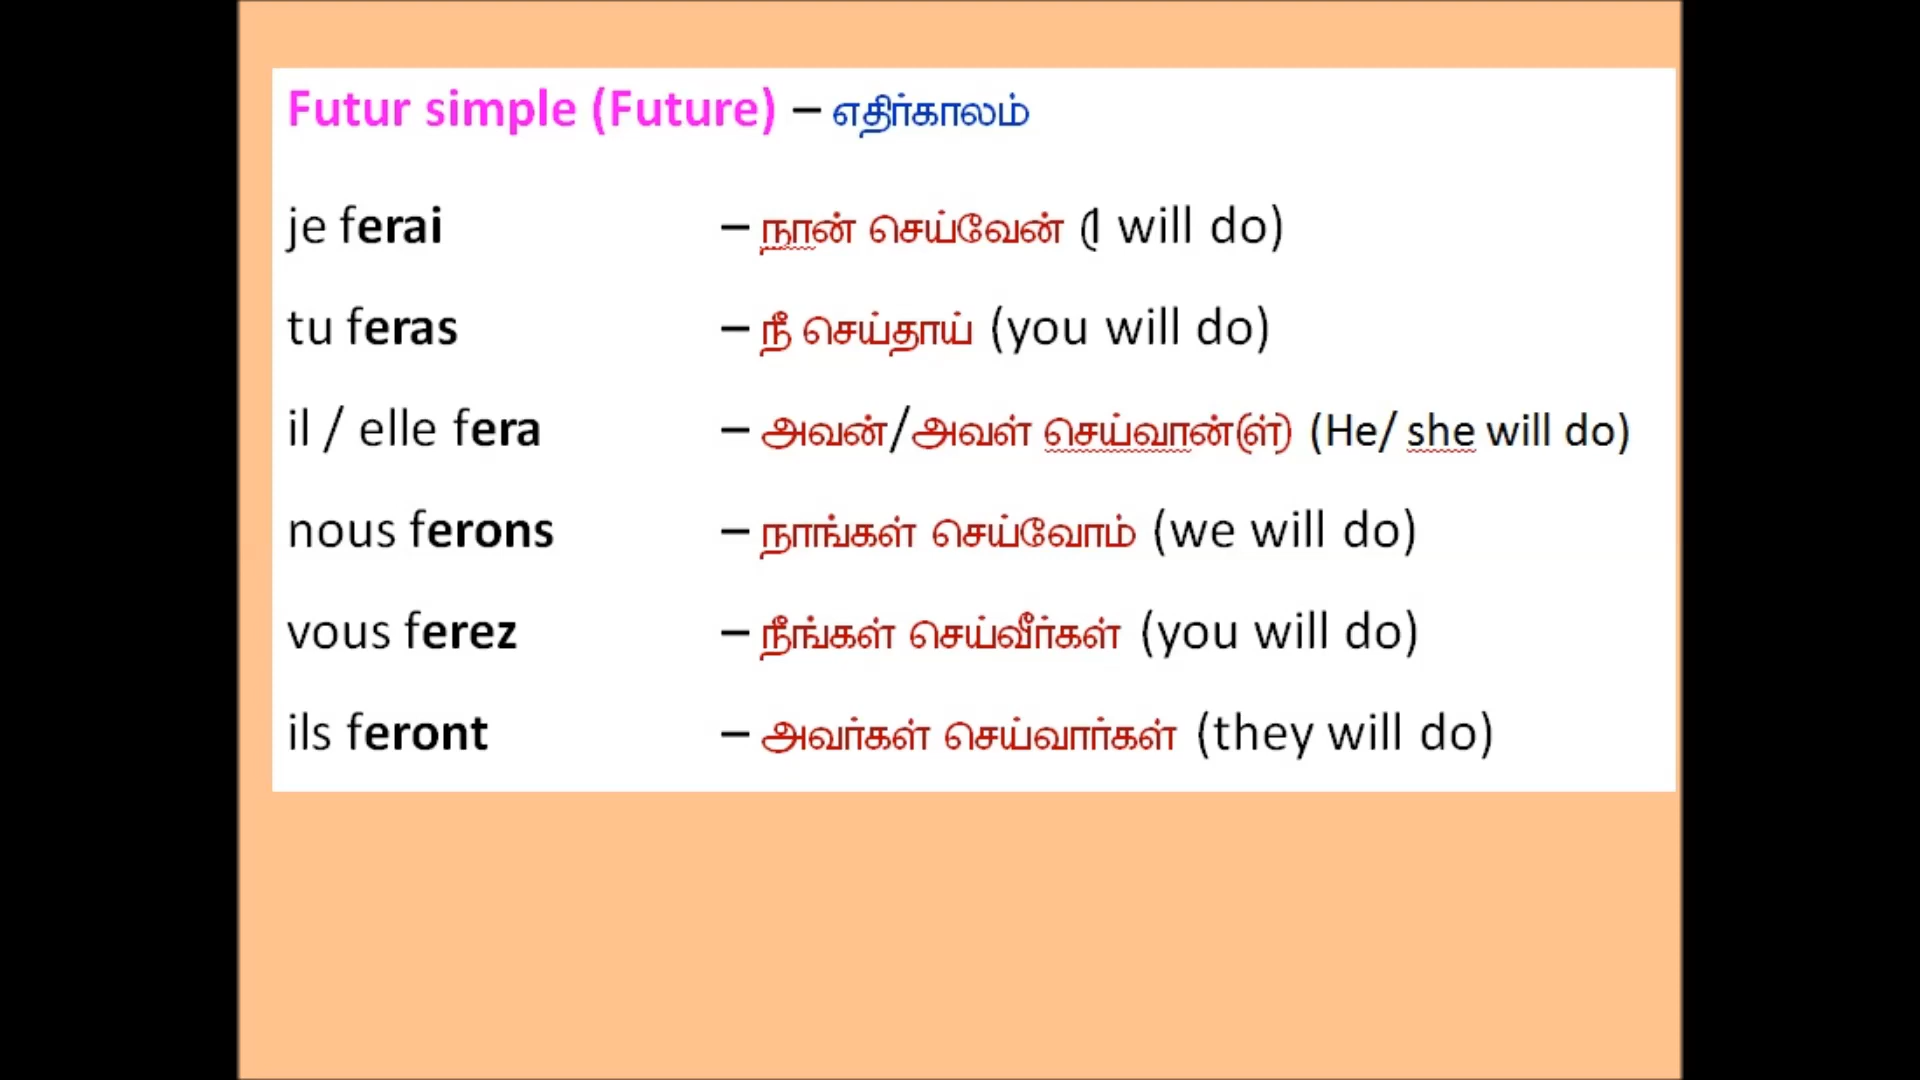 Futur simple (Future) – எதிர்காலம்
je ferai – நான் செய்வேன் (I will do)
tu feras – நீ செய்தாய் (you will do)
il / elle fera – அவன்/அவள் செய்வான்(ள்) (He/ she will do)
nous ferons – நாங்கள் செய்வோம் (we will do)
vous ferez – நீங்கள் செய்வீர்கள் (you will do)
ils feront – அவர்கள் செய்வார்கள் (they will do)